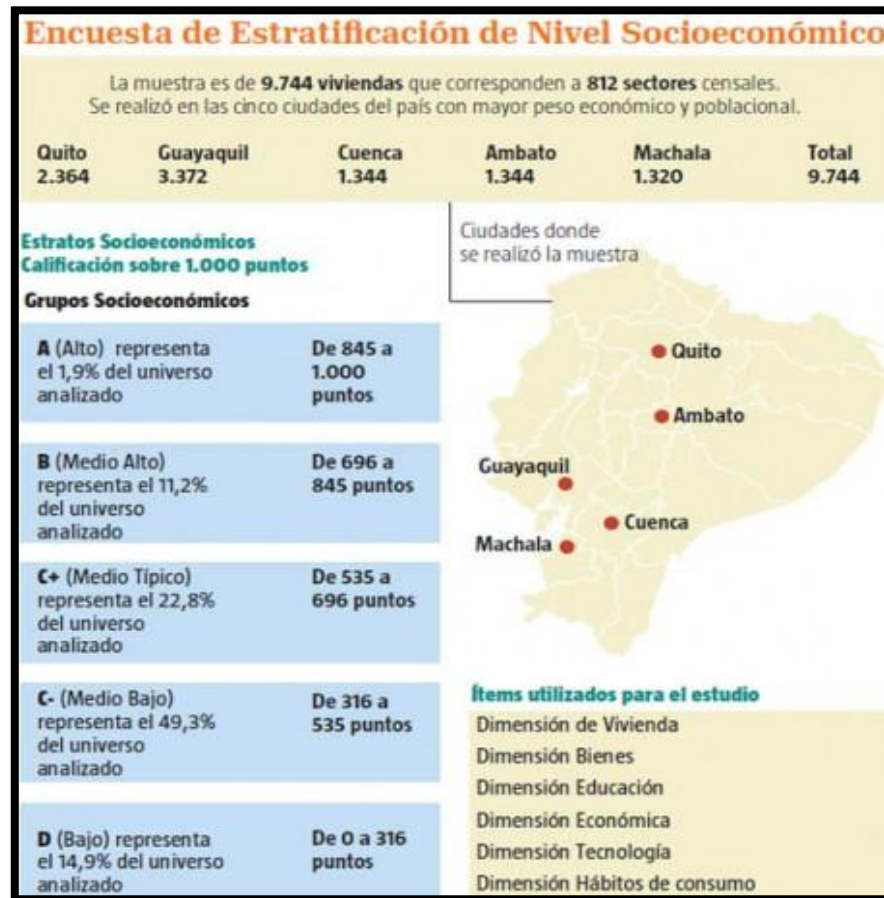 Encuesta de Estratificación de Nivel Socioeconómico
La muestra es de 9.744 viviendas que corresponden a 812 sectores censales.
Se realizó en las cinco ciudades del país con mayor peso económico y poblacional.
Quito Guayaquil Cuenca Ambato Machala Total
2.364 3.372 1.344 1.344 1.320 9.744
Estratos Socioeconómicos
Calificación sobre 1.000 puntos
Grupos Socioeconómicos
A (Alto) representa
el 1,9% del universo
analizado
De 845 a
1.000
puntos
B (Medio Alto)
representa el 11,2%
del universo
analizado
De 696 a
845 puntos
C+ (Medio Típico)
representa el 22,8%
del universo
analizado
De 535 a
696 puntos
C- (Medio Bajo)
representa el 49,3%
del universo
analizado
De 316 a
535 puntos
D (Bajo) representa
el 14,9% del universo
analizado
De 0 a 316
puntos
Ciudades donde
se realizó la muestra
Quito
Ambato
Guayaquil
Cuenca
Machala
Ítems utilizados para el estudio
Dimensión de Vivienda
Dimensión Bienes
Dimensión Educación
Dimensión Económica
Dimensión Tecnología
Dimensión Hábitos de consumo